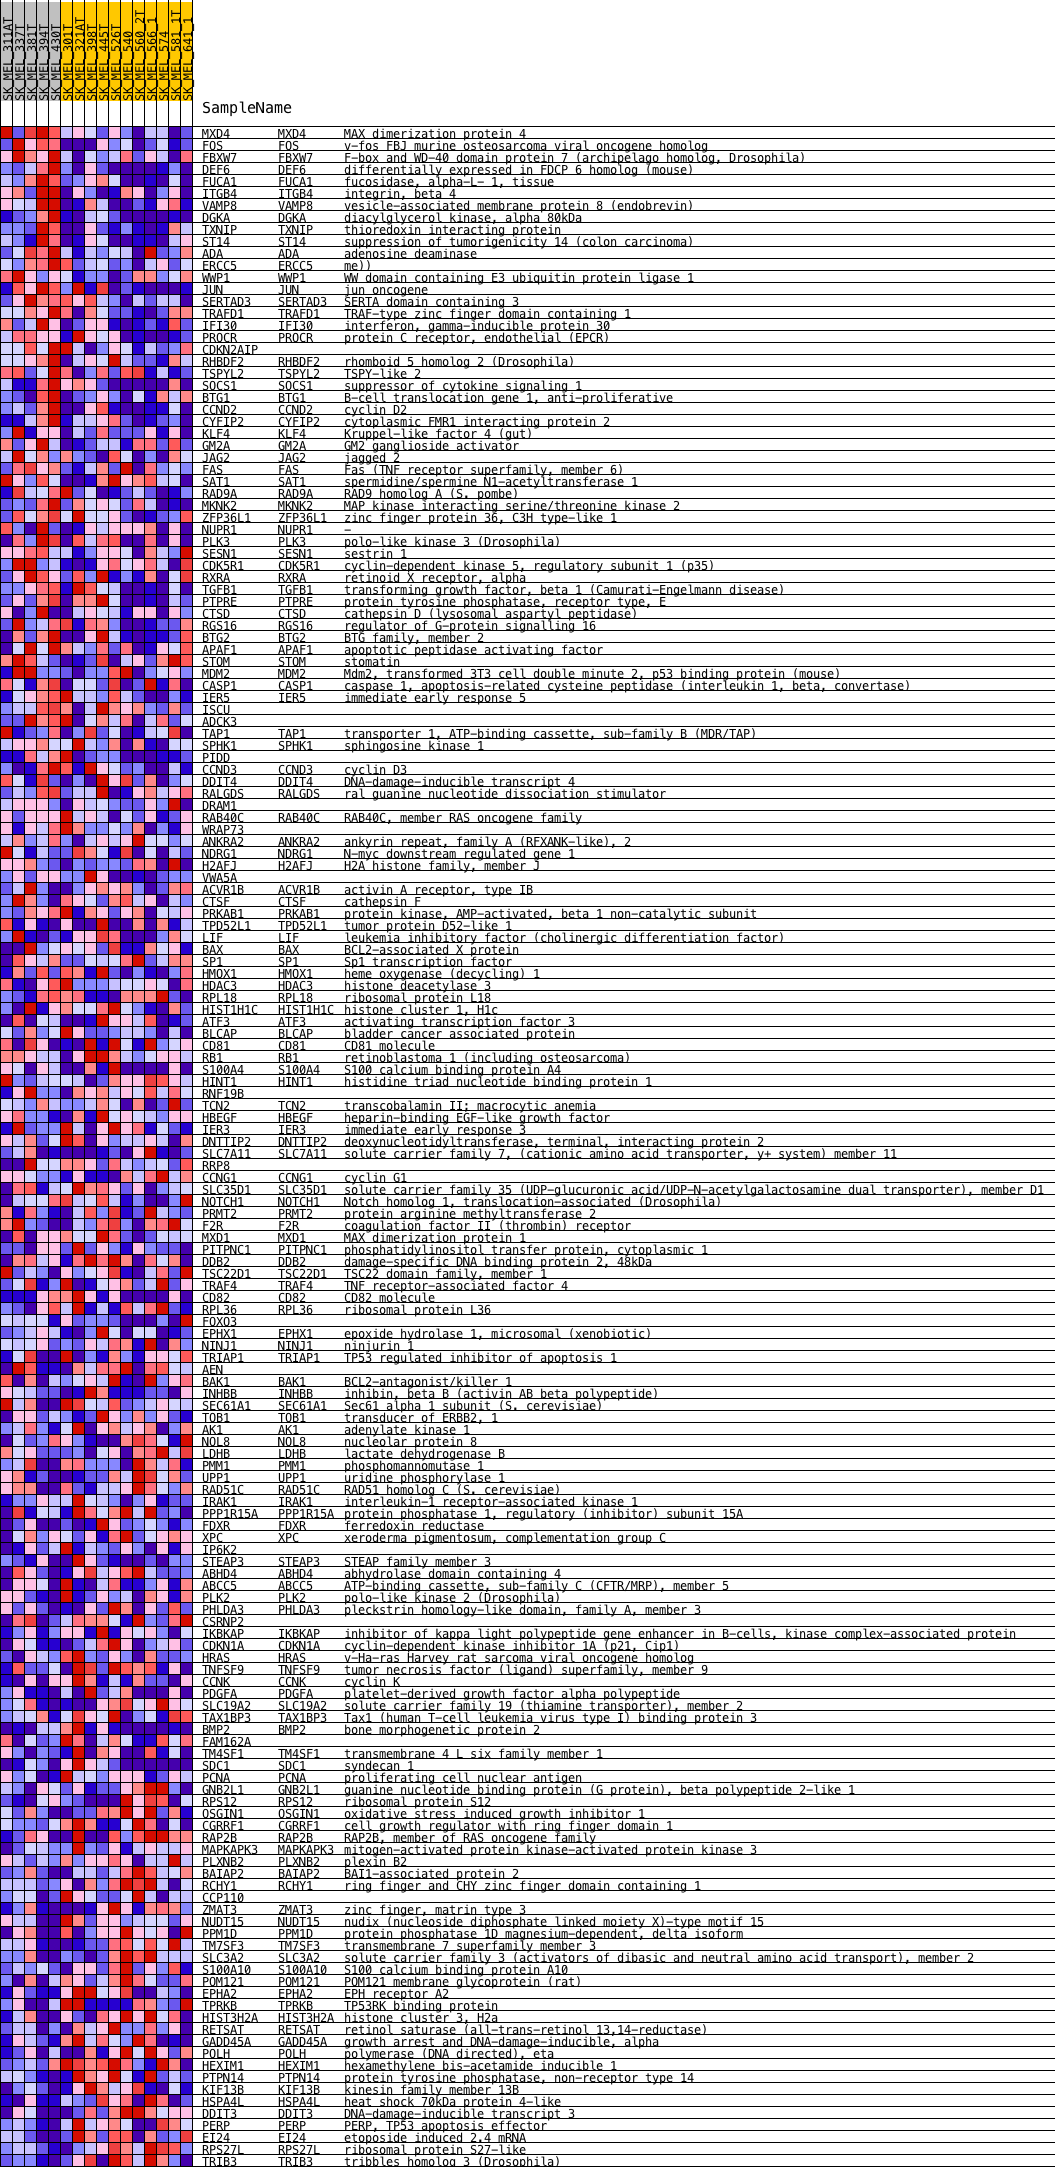 SK_MEL_311AT
SK_MEL_337T
SK_MEL_381T
SK_MEL_394T
SK_MEL_430T
SK_MEL_301T
SK_MEL_321AT
SK_MEL_398T
SK_MEL_445T
SK_MEL_526T
SK_MEL_540
SK_MEL_560_2T
SK_MEL_566_1
SK_MEL_574
SK_MEL_581_1T
SK_MEL_641_1
SampleName
MXD4 MXD4 MAX dimerization protein 4
FOS FOS v-fos FBJ murine osteosarcoma viral oncogene homolog
FBXW7 FBXW7 F-box and WD-40 domain protein 7 (archipelago homolog, Drosophila)
DEF6 DEF6 differentially expressed in FDCP 6 homolog (mouse)
FUCA1 FUCA1 fucosidase, alpha-L- 1, tissue
ITGB4 ITGB4 integrin, beta 4
VAMP8 VAMP8 vesicle-associated membrane protein 8 (endobrevin)
DGKA DGKA diacylglycerol kinase, alpha 80kDa
TXNIP TXNIP thioredoxin interacting protein
ST14 ST14 suppression of tumorigenicity 14 (colon carcinoma)
ADA ADA adenosine deaminase
ERCC5 ERCC5 me))
WWP1 WWP1 WW domain containing E3 ubiquitin protein ligase 1
JUN JUN jun oncogene
SERTAD3 SERTAD3 SERTA domain containing 3
TRAFD1 TRAFD1 TRAF-type zinc finger domain containing 1
IFI30 IFI30 interferon, gamma-inducible protein 30
PROCR PROCR protein C receptor, endothelial (EPCR)
CDKN2AIP
RHBDF2 RHBDF2 rhomboid 5 homolog 2 (Drosophila)
TSPYL2 TSPYL2 TSPY-like 2
SOCS1 SOCS1 suppressor of cytokine signaling 1
BTG1 BTG1 B-cell translocation gene 1, anti-proliferative
CCND2 CCND2 cyclin D2
CYFIP2 CYFIP2 cytoplasmic FMR1 interacting protein 2
KLF4 KLF4 Kruppel-like factor 4 (gut)
GM2A GM2A GM2 ganglioside activator
JAG2 JAG2 jagged 2
FAS FAS Fas (TNF receptor superfamily, member 6)
SAT1 SAT1 spermidine/spermine N1-acetyltransferase 1
RAD9A RAD9A RAD9 homolog A (S. pombe)
MKNK2 MKNK2 MAP kinase interacting serine/threonine kinase 2
ZFP36L1 ZFP36L1 zinc finger protein 36, C3H type-like 1
NUPR1 NUPR1 -
PLK3 PLK3 polo-like kinase 3 (Drosophila)
SESN1 SESN1 sestrin 1
CDK5R1 CDK5R1 cyclin-dependent kinase 5, regulatory subunit 1 (p35)
RXRA RXRA retinoid X receptor, alpha
TGFB1 TGFB1 transforming growth factor, beta 1 (Camurati-Engelmann disease)
PTPRE PTPRE protein tyrosine phosphatase, receptor type, E
CTSD CTSD cathepsin D (lysosomal aspartyl peptidase)
RGS16 RGS16 regulator of G-protein signalling 16
BTG2 BTG2 BTG family, member 2
APAF1 APAF1 apoptotic peptidase activating factor
STOM STOM stomatin
MDM2 MDM2 Mdm2, transformed 3T3 cell double minute 2, p53 binding protein (mouse)
CASP1 CASP1 caspase 1, apoptosis-related cysteine peptidase (interleukin 1, beta, convertase)
IER5 IER5 immediate early response 5
ISCU
ADCK3
TAP1 TAP1 transporter 1, ATP-binding cassette, sub-family B (MDR/TAP)
SPHK1 SPHK1 sphingosine kinase 1
PIDD
CCND3 CCND3 cyclin D3
DDIT4 DDIT4 DNA-damage-inducible transcript 4
RALGDS RALGDS ral guanine nucleotide dissociation stimulator
DRAM1
RAB40C RAB40C RAB40C, member RAS oncogene family
WRAP73
ANKRA2 ANKRA2 ankyrin repeat, family A (RFXANK-like), 2
NDRG1 NDRG1 N-myc downstream regulated gene 1
H2AFJ H2AFJ H2A histone family, member J
VWA5A
ACVR1B ACVR1B activin A receptor, type IB
CTSF CTSF cathepsin F
PRKAB1 PRKAB1 protein kinase, AMP-activated, beta 1 non-catalytic subunit
TPD52L1 TPD52L1 tumor protein D52-like 1
LIF LIF leukemia inhibitory factor (cholinergic differentiation factor)
BAX BAX BCL2-associated X protein
SP1 SP1 Sp1 transcription factor
HMOX1 HMOX1 heme oxygenase (decycling) 1
HDAC3 HDAC3 histone deacetylase 3
RPL18 RPL18 ribosomal protein L18
HIST1H1C HIST1H1C histone cluster 1, H1c
ATF3 ATF3 activating transcription factor 3
BLCAP BLCAP bladder cancer associated protein
CD81 CD81 CD81 molecule
RB1 RB1 retinoblastoma 1 (including osteosarcoma)
S100A4 S100A4 S100 calcium binding protein A4
HINT1 HINT1 histidine triad nucleotide binding protein 1
RNF19B
TCN2 TCN2 transcobalamin II; macrocytic anemia
HBEGF HBEGF heparin-binding EGF-like growth factor
IER3 IER3 immediate early response 3
DNTTIP2 DNTTIP2 deoxynucleotidyltransferase, terminal, interacting protein 2
SLC7A11 SLC7A11 solute carrier family 7, (cationic amino acid transporter, y+ system) member 11
RRP8
CCNG1 CCNG1 cyclin G1
SLC35D1 SLC35D1 solute carrier family 35 (UDP-glucuronic acid/UDP-N-acetylgalactosamine dual transporter), member D1
NOTCH1 NOTCH1 Notch homolog 1, translocation-associated (Drosophila)
PRMT2 PRMT2 protein arginine methyltransferase 2
F2R F2R coagulation factor II (thrombin) receptor
MXD1 MXD1 MAX dimerization protein 1
PITPNC1 PITPNC1 phosphatidylinositol transfer protein, cytoplasmic 1
DDB2 DDB2 damage-specific DNA binding protein 2, 48kDa
TSC22D1 TSC22D1 TSC22 domain family, member 1
TRAF4 TRAF4 TNF receptor-associated factor 4
CD82 CD82 CD82 molecule
RPL36 RPL36 ribosomal protein L36
FOXO3
EPHX1 EPHX1 epoxide hydrolase 1, microsomal (xenobiotic)
NINJ1 NINJ1 ninjurin 1
TRIAP1 TRIAP1 TP53 regulated inhibitor of apoptosis 1
AEN
BAK1 BAK1 BCL2-antagonist/killer 1
INHBB INHBB inhibin, beta B (activin AB beta polypeptide)
SEC61A1 SEC61A1 Sec61 alpha 1 subunit (S. cerevisiae)
TOB1 TOB1 transducer of ERBB2, 1
AK1 AK1 adenylate kinase 1
NOL8 NOL8 nucleolar protein 8
LDHB LDHB lactate dehydrogenase B
PMM1 PMM1 phosphomannomutase 1
UPP1 UPP1 uridine phosphorylase 1
RAD51C RAD51C RAD51 homolog C (S. cerevisiae)
IRAK1 IRAK1 interleukin-1 receptor-associated kinase 1
PPP1R15A PPP1R15A protein phosphatase 1, regulatory (inhibitor) subunit 15A
FDXR FDXR ferredoxin reductase
XPC XPC xeroderma pigmentosum, complementation group C
IP6K2
STEAP3 STEAP3 STEAP family member 3
ABHD4 ABHD4 abhydrolase domain containing 4
ABCC5 ABCC5 ATP-binding cassette, sub-family C (CFTR/MRP), member 5
PLK2 PLK2 polo-like kinase 2 (Drosophila)
PHLDA3 PHLDA3 pleckstrin homology-like domain, family A, member 3
CSRNP2
IKBKAP IKBKAP inhibitor of kappa light polypeptide gene enhancer in B-cells, kinase complex-associated protein
CDKN1A CDKN1A cyclin-dependent kinase inhibitor 1A (p21, Cip1)
HRAS HRAS v-Ha-ras Harvey rat sarcoma viral oncogene homolog
TNFSF9 TNFSF9 tumor necrosis factor (ligand) superfamily, member 9
CCNK CCNK cyclin K
PDGFA PDGFA platelet-derived growth factor alpha polypeptide
SLC19A2 SLC19A2 solute carrier family 19 (thiamine transporter), member 2
TAX1BP3 TAX1BP3 Tax1 (human T-cell leukemia virus type I) binding protein 3
BMP2 BMP2 bone morphogenetic protein 2
FAM162A
TM4SF1 TM4SF1 transmembrane 4 L six family member 1
SDC1 SDC1 syndecan 1
PCNA PCNA proliferating cell nuclear antigen
GNB2L1 GNB2L1 guanine nucleotide binding protein (G protein), beta polypeptide 2-like 1
RPS12 RPS12 ribosomal protein S12
OSGIN1 OSGIN1 oxidative stress induced growth inhibitor 1
CGRRF1 CGRRF1 cell growth regulator with ring finger domain 1
RAP2B RAP2B RAP2B, member of RAS oncogene family
MAPKAPK3 MAPKAPK3 mitogen-activated protein kinase-activated protein kinase 3
PLXNB2 PLXNB2 plexin B2
BAIAP2 BAIAP2 BAI1-associated protein 2
RCHY1 RCHY1 ring finger and CHY zinc finger domain containing 1
CCP110
ZMAT3 ZMAT3 zinc finger, matrin type 3
NUDT15 NUDT15 nudix (nucleoside diphosphate linked moiety X)-type motif 15
PPM1D PPM1D protein phosphatase 1D magnesium-dependent, delta isoform
TM7SF3 TM7SF3 transmembrane 7 superfamily member 3
SLC3A2 SLC3A2 solute carrier family 3 (activators of dibasic and neutral amino acid transport), member 2
S100A10 S100A10 S100 calcium binding protein A10
POM121 POM121 POM121 membrane glycoprotein (rat)
EPHA2 EPHA2 EPH receptor A2
TPRKB TPRKB TP53RK binding protein
HIST3H2A HIST3H2A histone cluster 3, H2a
RETSAT RETSAT retinol saturase (all-trans-retinol 13,14-reductase)
GADD45A GADD45A growth arrest and DNA-damage-inducible, alpha
POLH POLH polymerase (DNA directed), eta
HEXIM1 HEXIM1 hexamethylene bis-acetamide inducible 1
PTPN14 PTPN14 protein tyrosine phosphatase, non-receptor type 14
KIF13B KIF13B kinesin family member 13B
HSPA4L HSPA4L heat shock 70kDa protein 4-like
DDIT3 DDIT3 DNA-damage-inducible transcript 3
PERP PERP PERP, TP53 apoptosis effector
EI24 EI24 etoposide induced 2.4 mRNA
RPS27L RPS27L ribosomal protein S27-like
TRIB3 TRIB3 tribbles homolog 3 (Drosophila)